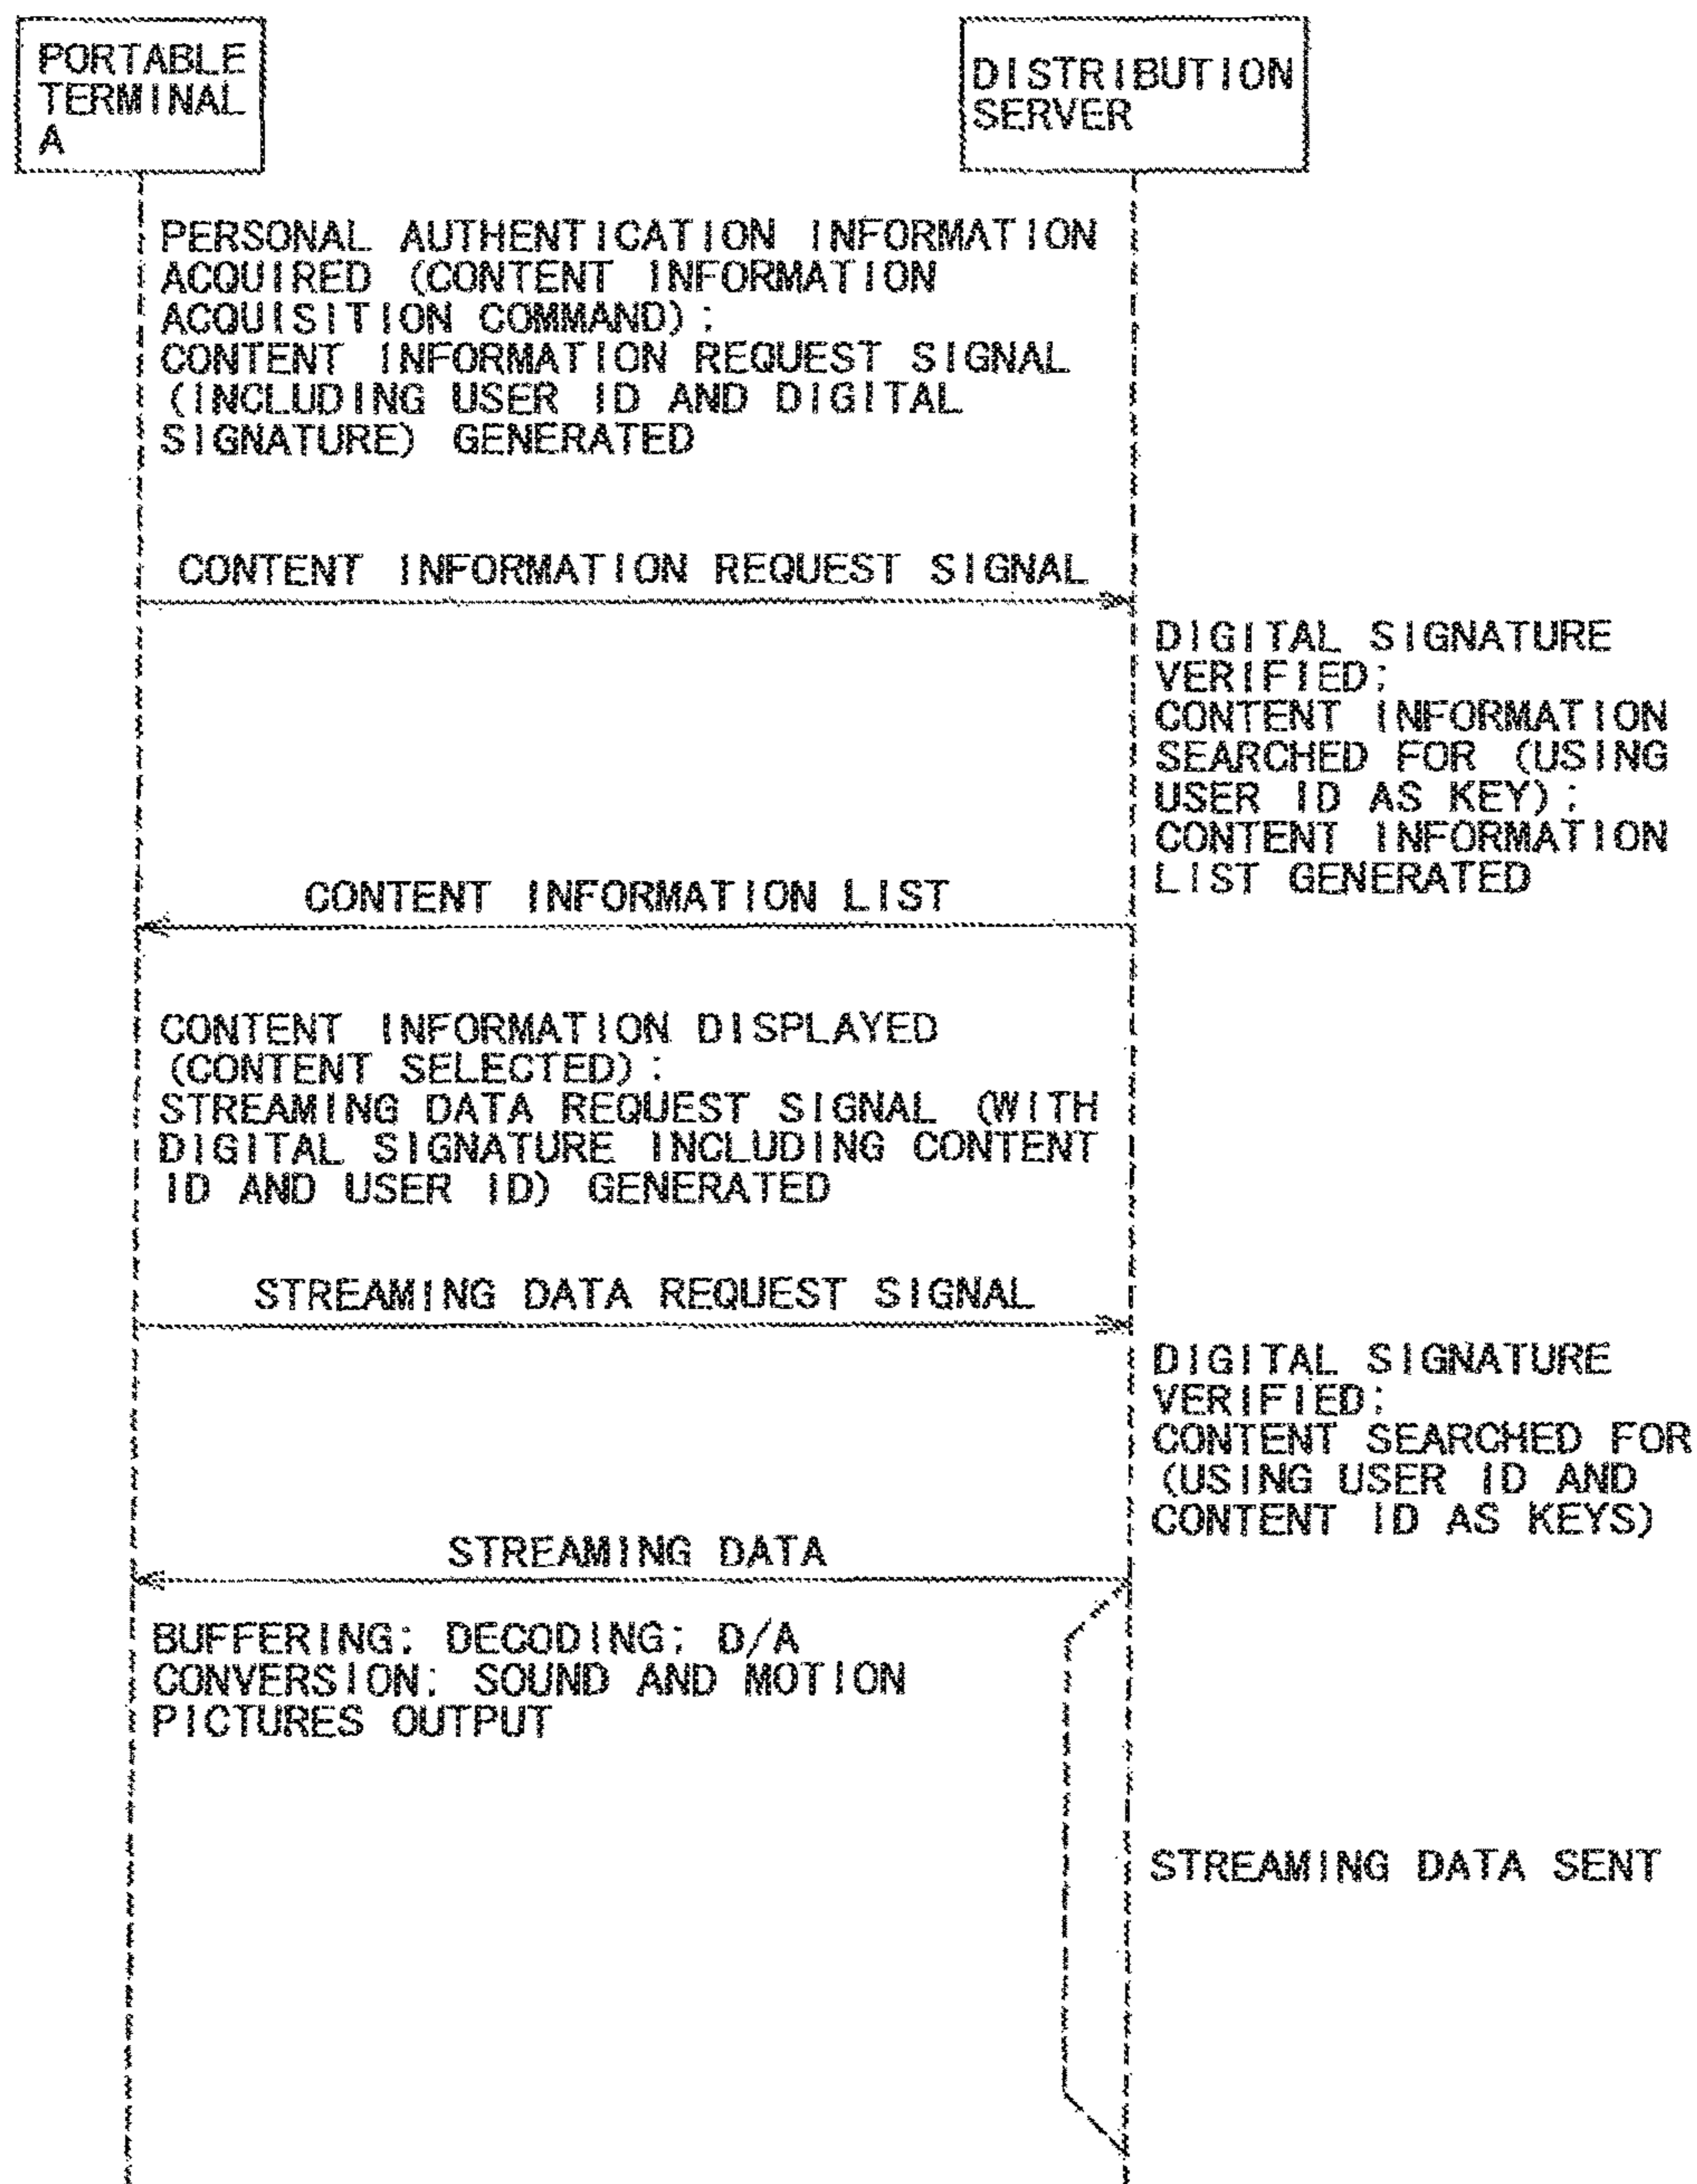 PORTABLE
TERMINAL
A
DISTRIBUTION
SERVER
PERSONAL AUTHENTICATION INFORMATION
ACQUIRED (CONTENT INFORMATION
ACQUISITION COMMAND);
CONTENT INFORMATION REQUEST SIGNAL
(INCLUDING USER ID AND DIGITAL
SIGNATURE) GENERATED
CONTENT INFORMATION REQUEST SIGNAL
DIGITAL SIGNATURE
VERIFIED;
CONTENT INFORMATION
SEARCHED FOR (USING
USER ID AS KEY);
CONTENT INFORMATION
LIST GENERATED
CONTENT INFORMATION LIST
CONTENT INFORMATION DISPLAYED
(CONTENT SELECTED);
STREAMING DATA REQUEST SIGNAL (WITH
DIGITAL SIGNATURE INCLUDING CONTENT
ID AND USER ID) GENERATED
STREAMING DATA REQUEST SIGNAL
DIGITAL SIGNATURE
VERIFIED;
CONTENT SEARCHED FOR
(USING USER ID AND
CONTENT ID AS KEYS)
STREAMING DATA
BUFFERING; DECODING; D/A
CONVERSION; SOUND AND MOTION
PICTURES OUTPUT
STREAMING DATA SENT